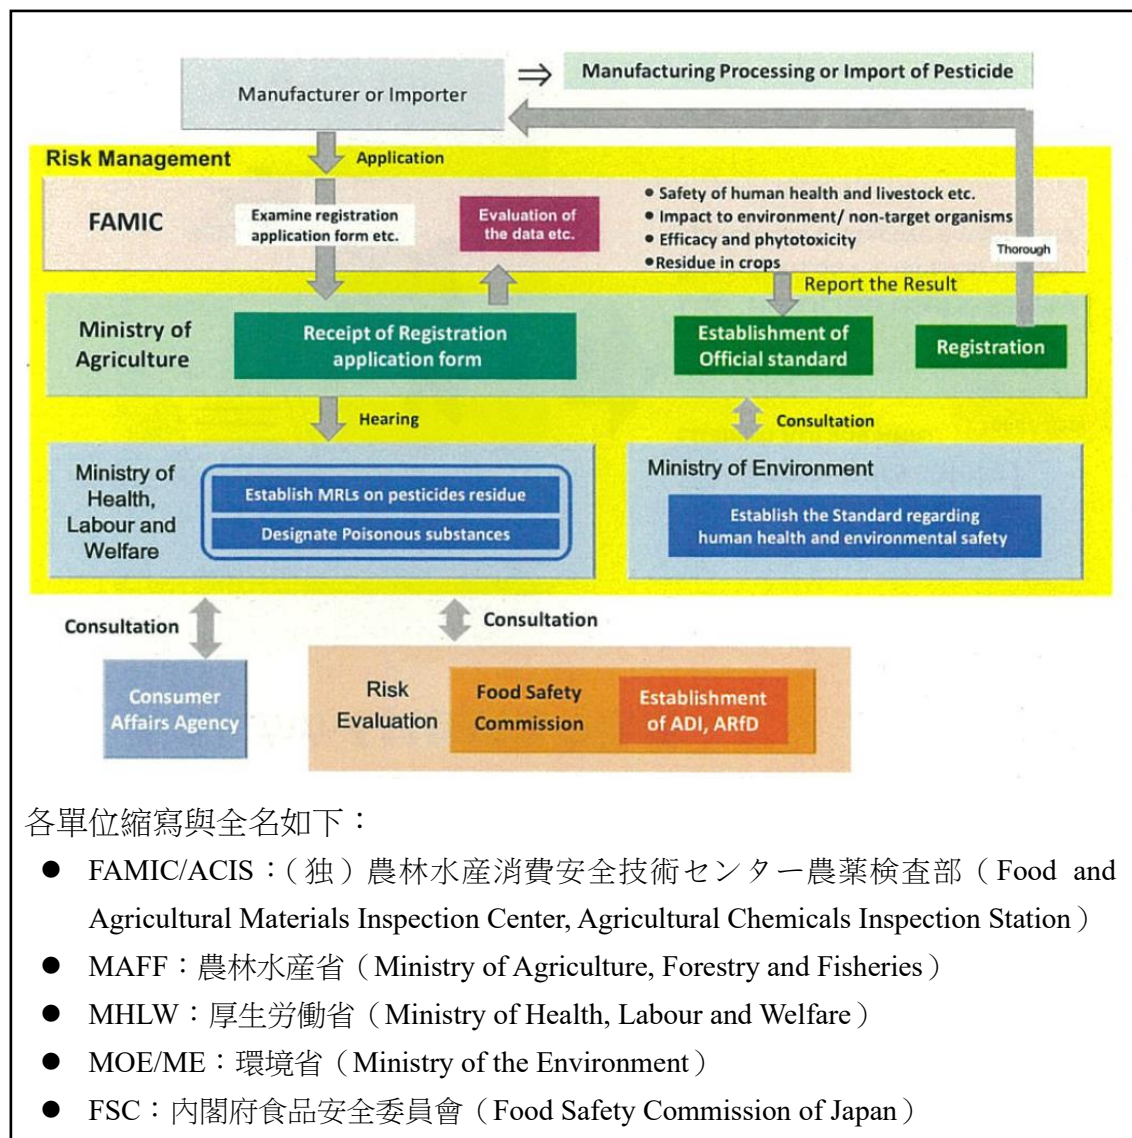 Manufacturer or Importer
⇒
Manufacturing Processing or Import of Pesticide
Risk Management
Application
FAMIC
Examine registration
application form etc.
Evaluation of
the data etc.
• Safety of human health and livestock etc.
• Impact to environment/ non-target organisms
• Efficacy and phytotoxicity
•Residue in crops
Thorough
Report the Result
Ministry of
Agriculture
Receipt of Registration
application form
Establishment of
Official standard
Registration
Hearing
Consultation
Ministry of
Health,
Labour and
Welfare
Establish MRLs on pesticides residue
Designate Poisonous substances
Ministry of Environment
Establish the Standard regarding
human health and environmental safety
Consultation
Consultation
Consumer
Affairs Agency
Risk
Evaluation
Food Safety
Commission
Establishment
of ADI, ARfD
各單位縮寫與全名如下：
● FAMIC/ACIS：（独）農林水産消費安全技術センター農薬検査部（Food and
Agricultural Materials Inspection Center, Agricultural Chemicals Inspection Station）
● MAFF：農林水産省（Ministry of Agriculture, Forestry and Fisheries）
● MHLW：厚生労働省（Ministry of Health, Labour and Welfare）
● MOE/ME：環境省（Ministry of the Environment）
● FSC：內閣府食品安全委員會（Food Safety Commission of Japan）